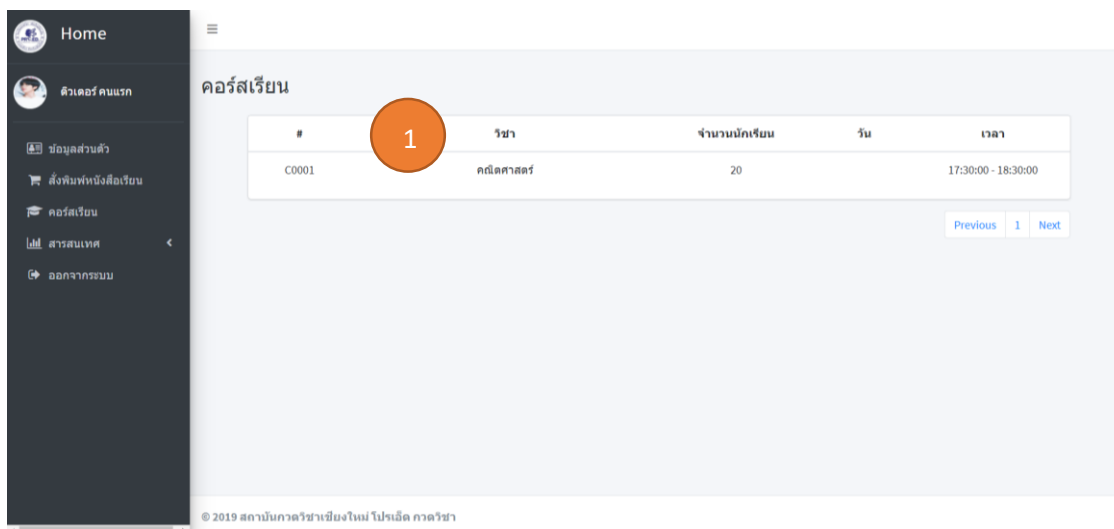 Home
ติวเตอร์ คนแรก
ข้อมูลส่วนตัว
สั่งพิมพ์หนังสือเรียน
คอร์สเรียน
สารสนเทศ
ออกจากระบบ
คอร์สเรียน
# 1 วิชา จำนวนนักเรียน วัน เวลา
C0001 คณิตศาสตร์ 20 17:30:00 - 18:30:00
Previous 1 Next
© 2019 สถาบันกวดวิชาเชียงใหม่ โปรเอ็ด กวดวิชา